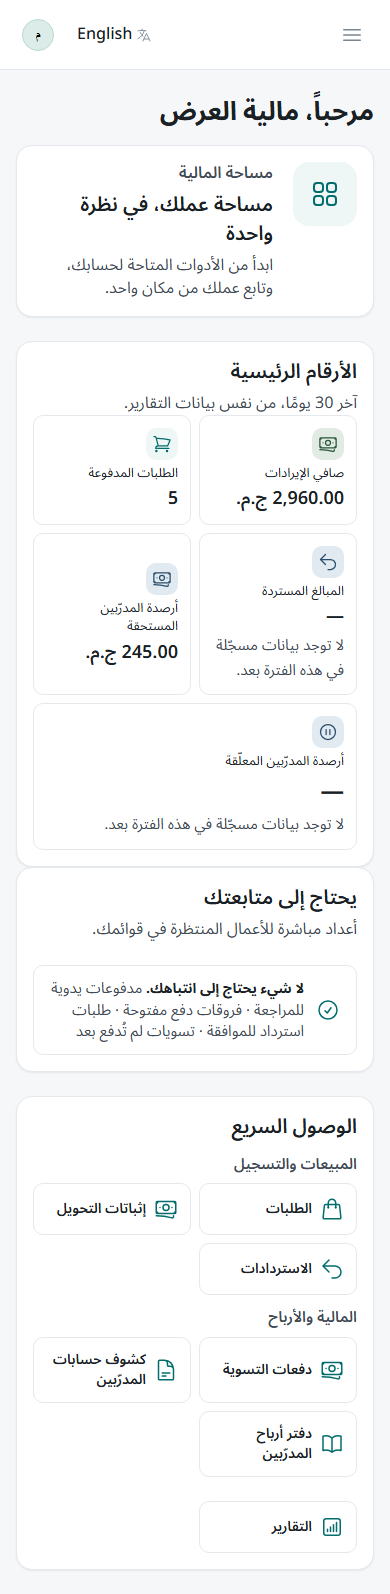 م
English
مرحباً، مالية العرض
مساحة المالية
مساحة عملك، في نظرة
واحدة
ابدأ من الأدوات المتاحة لحسابك،
وتابع عملك من مكان واحد.
الأرقام الرئيسية
آخر 30 يومًا، من نفس بيانات التقارير.
صافي الإيرادات
2,960.00 ج.م.
الطلبات المدفوعة
5
المبالغ المستردة
—
لا توجد بيانات مسجّلة
في هذه الفترة بعد.
أرصدة المدرّبين
المستحقة
245.00 ج.م.
أرصدة المدرّبين المعلّقة
—
لا توجد بيانات مسجّلة في هذه الفترة بعد.
يحتاج إلى متابعتك
أعداد مباشرة للأعمال المنتظرة في قوائمك.
لا شيء يحتاج إلى انتباهك. مدفوعات يدوية
للمراجعة · فروقات دفع مفتوحة · طلبات
استرداد للموافقة · تسويات لم تُدفع بعد
الوصول السريع
المبيعات والتسجيل
الطلبات
إثباتات التحويل
الاستردادات
المالية والأرباح
دفعات التسوية
كشوف حسابات
المدرّبين
دفتر أرباح
المدرّبين
التقارير